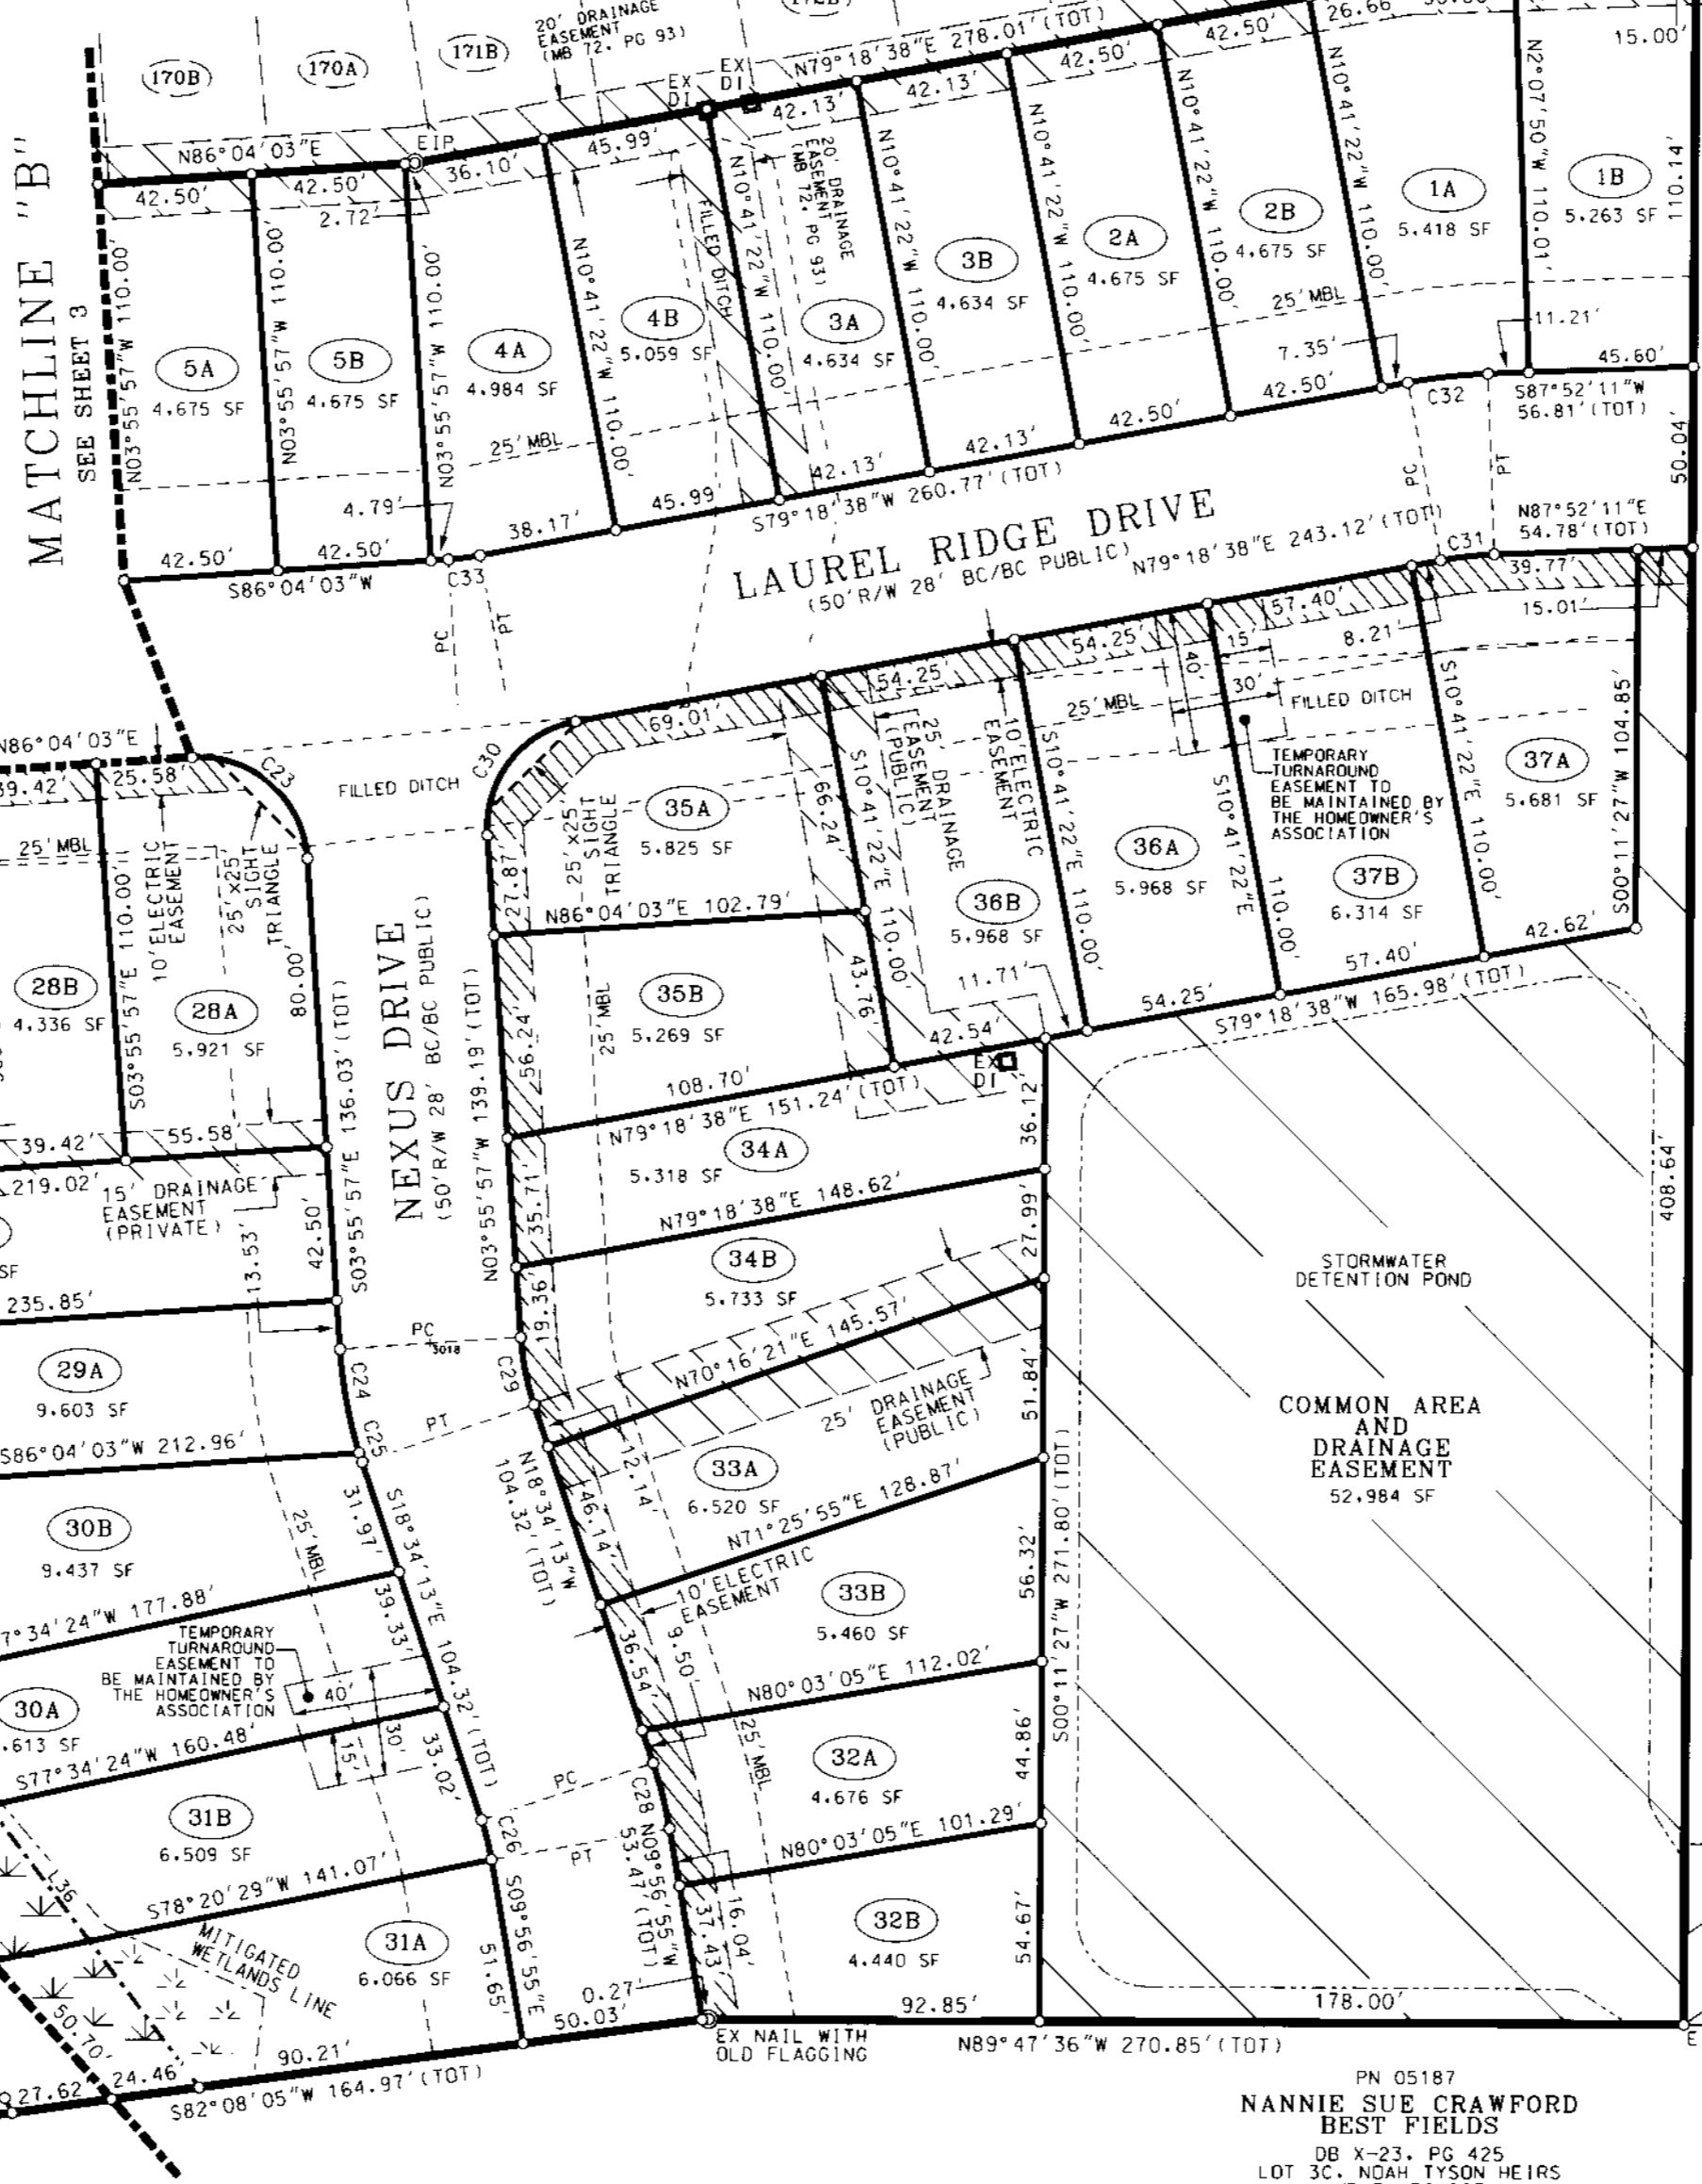 20' DRAINAGE
EASEMENT
(MB 72, PG 93)
170B
170A
171B
EX
DI
EX
DI
N79°18'38"E 278.01'(TOT)
42.50'
42.50'
26.66
15.00'
N86°04'03"E
EIP
36.10'
45.99'
42.13'
42.13'
42.50'
42.50'
2.72'
MATCHLINE "B"
SEE SHEET 3
N03°55'57"W 110.00'
N03°55'57"W 110.00'
N03°55'57"W 110.00'
N10°41'22"W 110.00'
FILLED DITCH
N10°41'22"W 110.00'
20' DRAINAGE
EASEMENT
(MB 72, PG 93)
N10°41'22"W 110.00'
N10°41'22"W 110.00'
N10°41'22"W 110.00'
N10°41'22"W 110.00'
N2°07'50"W 110.01'
110.14'
5A
4.675 SF
5B
4.675 SF
4A
4.984 SF
4B
5.059 SF
3A
4.634 SF
3B
4.634 SF
2A
4.675 SF
2B
4.675 SF
1A
5.418 SF
1B
5.263 SF
25'MBL
25'MBL
4.79'
42.50'
42.50'
S86°04'03"W
C33
38.17'
45.99'
42.13'
42.13'
42.50'
42.50'
S79°18'38"W 260.77'(TOT)
7.35'
C32
11.21'
45.60'
S87°52'11"W
56.81'(TOT)
PC
PT
PC
PT
50.04'
LAUREL RIDGE DRIVE
(50'R/W 28' BC/BC PUBLIC)
N79°18'38"E 243.12'(TOT)
C31
N87°52'11"E
54.78'(TOT)
39.77'
15.01'
8.21'
57.40'
54.25'
54.25'
69.01'
15'
40'
30'
25'MBL
FILLED DITCH
TEMPORARY
TURNAROUND
EASEMENT TO
BE MAINTAINED BY
THE HOMEOWNER'S
ASSOCIATION
N86°04'03"E
39.42'
25.58'
C23
FILLED DITCH
C30
25'MBL
10'ELECTRIC
EASEMENT
25'x25'
SIGHT
TRIANGLE
25'x25'
SIGHT
TRIANGLE
S10°41'22"E 110.00'
66.24'
43.76'
25' DRAINAGE
EASEMENT
(PUBLIC)
10'ELECTRIC
EASEMENT
S10°41'22"E 110.00'
S10°41'22"E 110.00'
S10°41'22"E 110.00'
S00°11'27"W 104.85'
35A
5.825 SF
36B
5.968 SF
36A
5.968 SF
37B
6.314 SF
37A
5.681 SF
27.87'
N86°04'03"E 102.79'
28B
4.336 SF
S03°55'57"E 110.00'
28A
5.921 SF
80.00'
S03°55'57"E 136.03'(TOT)
NEXUS DRIVE
(50'R/W 28' BC/BC PUBLIC)
N03°55'57"W 139.19'(TOT)
56.24'
25'MBL
35B
5.269 SF
11.71'
42.54'
54.25'
57.40'
42.62'
S79°18'38"W 165.98'(TOT)
EX
DI
108.70'
N79°18'38"E 151.24'(TOT)
39.42'
55.58'
219.02'
15' DRAINAGE
EASEMENT
(PRIVATE)
13.53'
42.50'
35.71'
34A
5.318 SF
36.12'
N79°18'38"E 148.62'
27.99'
34B
5.733 SF
19.36'
SF
235.85'
PC
5018
C24
C25
PT
C29
N70°16'21"E 145.57'
25' DRAINAGE
EASEMENT
(PUBLIC)
51.84'
29A
9.603 SF
S86°04'03"W 212.96'
12.14'
N18°34'13"W
104.32'(TOT)
46.14'
33A
6.520 SF
N71°25'55"E 128.87'
S00°11'27"W 271.80'(TOT)
STORMWATER
DETENTION POND
COMMON AREA
AND
DRAINAGE
EASEMENT
52.984 SF
408.64'
30B
9.437 SF
31.97'
25'MBL
S18°34'13"E 104.32'(TOT)
7°34'24"W 177.88'
10'ELECTRIC
EASEMENT
33B
5.460 SF
56.32'
36.54'
9.50'
N80°03'05"E 112.02'
TEMPORARY
TURNAROUND
EASEMENT TO
BE MAINTAINED BY
THE HOMEOWNER'S
ASSOCIATION
40'
30'
15'
39.33'
30A
.613 SF
S77°34'24"W 160.48'
33.02'
PC
PT
C28
25'MBL
32A
4.676 SF
44.86'
N80°03'05"E 101.29'
31B
6.509 SF
C26
S78°20'29"W 141.07'
N09°56'55"W
53.47'(TOT)
16.04'
37.43'
32B
4.440 SF
54.67'
L36
MITIGATED
WETLANDS LINE
31A
6.066 SF
S09°56'55"E
51.65'
0.27'
50.03'
92.85'
178.00'
EX NAIL WITH
OLD FLAGGING
N89°47'36"W 270.85'(TOT)
E
50.70'
90.21'
24.46'
27.62'
S82°08'05"W 164.97'(TOT)
PN 05187
NANNIE SUE CRAWFORD
BEST FIELDS
DB X-23, PG 425
LOT 3C, NOAH TYSON HEIRS